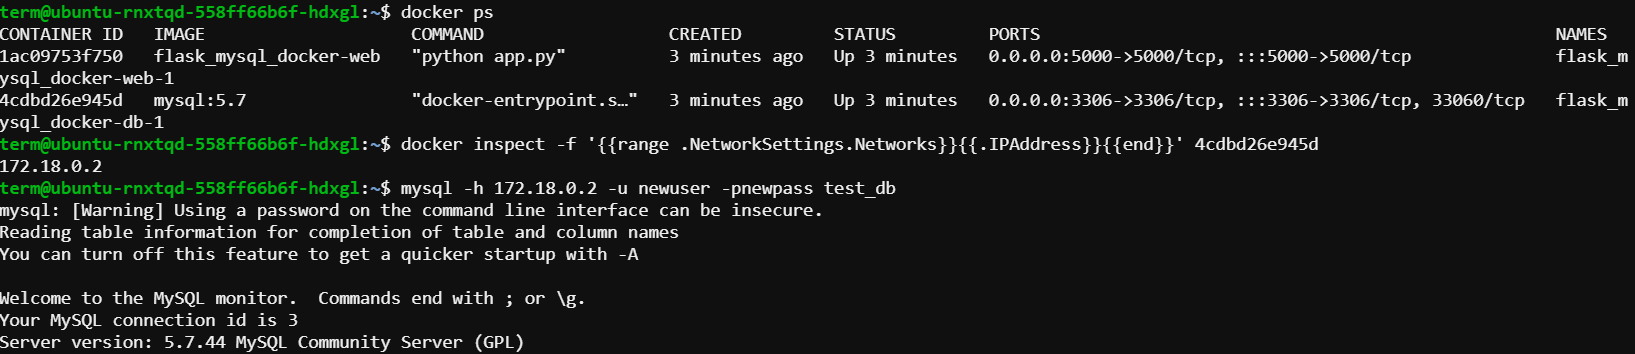 term@ubuntu-rnxtqd-558ff66b6f-hdxgl:~$ docker ps
CONTAINER ID   IMAGE                    COMMAND                  CREATED         STATUS         PORTS                                                  NAMES
1ac09753f750   flask_mysql_docker-web   "python app.py"          3 minutes ago   Up 3 minutes   0.0.0.0:5000->5000/tcp, :::5000->5000/tcp              flask_m
ysql_docker-web-1
4cdbd26e945d   mysql:5.7                "docker-entrypoint.s…"   3 minutes ago   Up 3 minutes   0.0.0.0:3306->3306/tcp, :::3306->3306/tcp, 33060/tcp   flask_m
ysql_docker-db-1
term@ubuntu-rnxtqd-558ff66b6f-hdxgl:~$ docker inspect -f '{{range .NetworkSettings.Networks}}{{.IPAddress}}{{end}}' 4cdbd26e945d
172.18.0.2
term@ubuntu-rnxtqd-558ff66b6f-hdxgl:~$ mysql -h 172.18.0.2 -u newuser -pnewpass test_db
mysql: [Warning] Using a password on the command line interface can be insecure.
Reading table information for completion of table and column names
You can turn off this feature to get a quicker startup with -A

Welcome to the MySQL monitor.  Commands end with ; or \g.
Your MySQL connection id is 3
Server version: 5.7.44 MySQL Community Server (GPL)